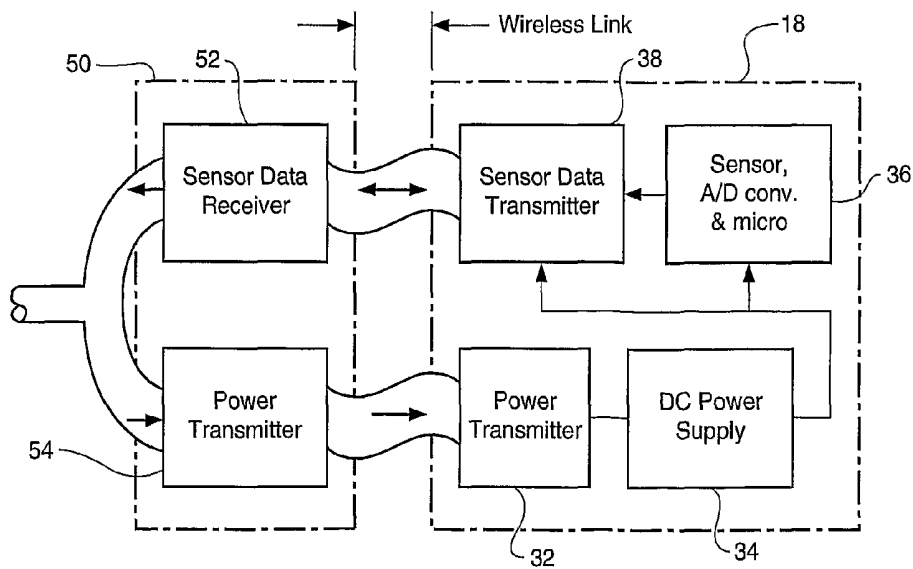 Wireless Link
50
52
38
18
Sensor Data
Receiver
Sensor Data
Transmitter
Sensor,
A/D conv.
& micro
36
Power
Transmitter
Power
Transmitter
DC Power
Supply
54
32
34